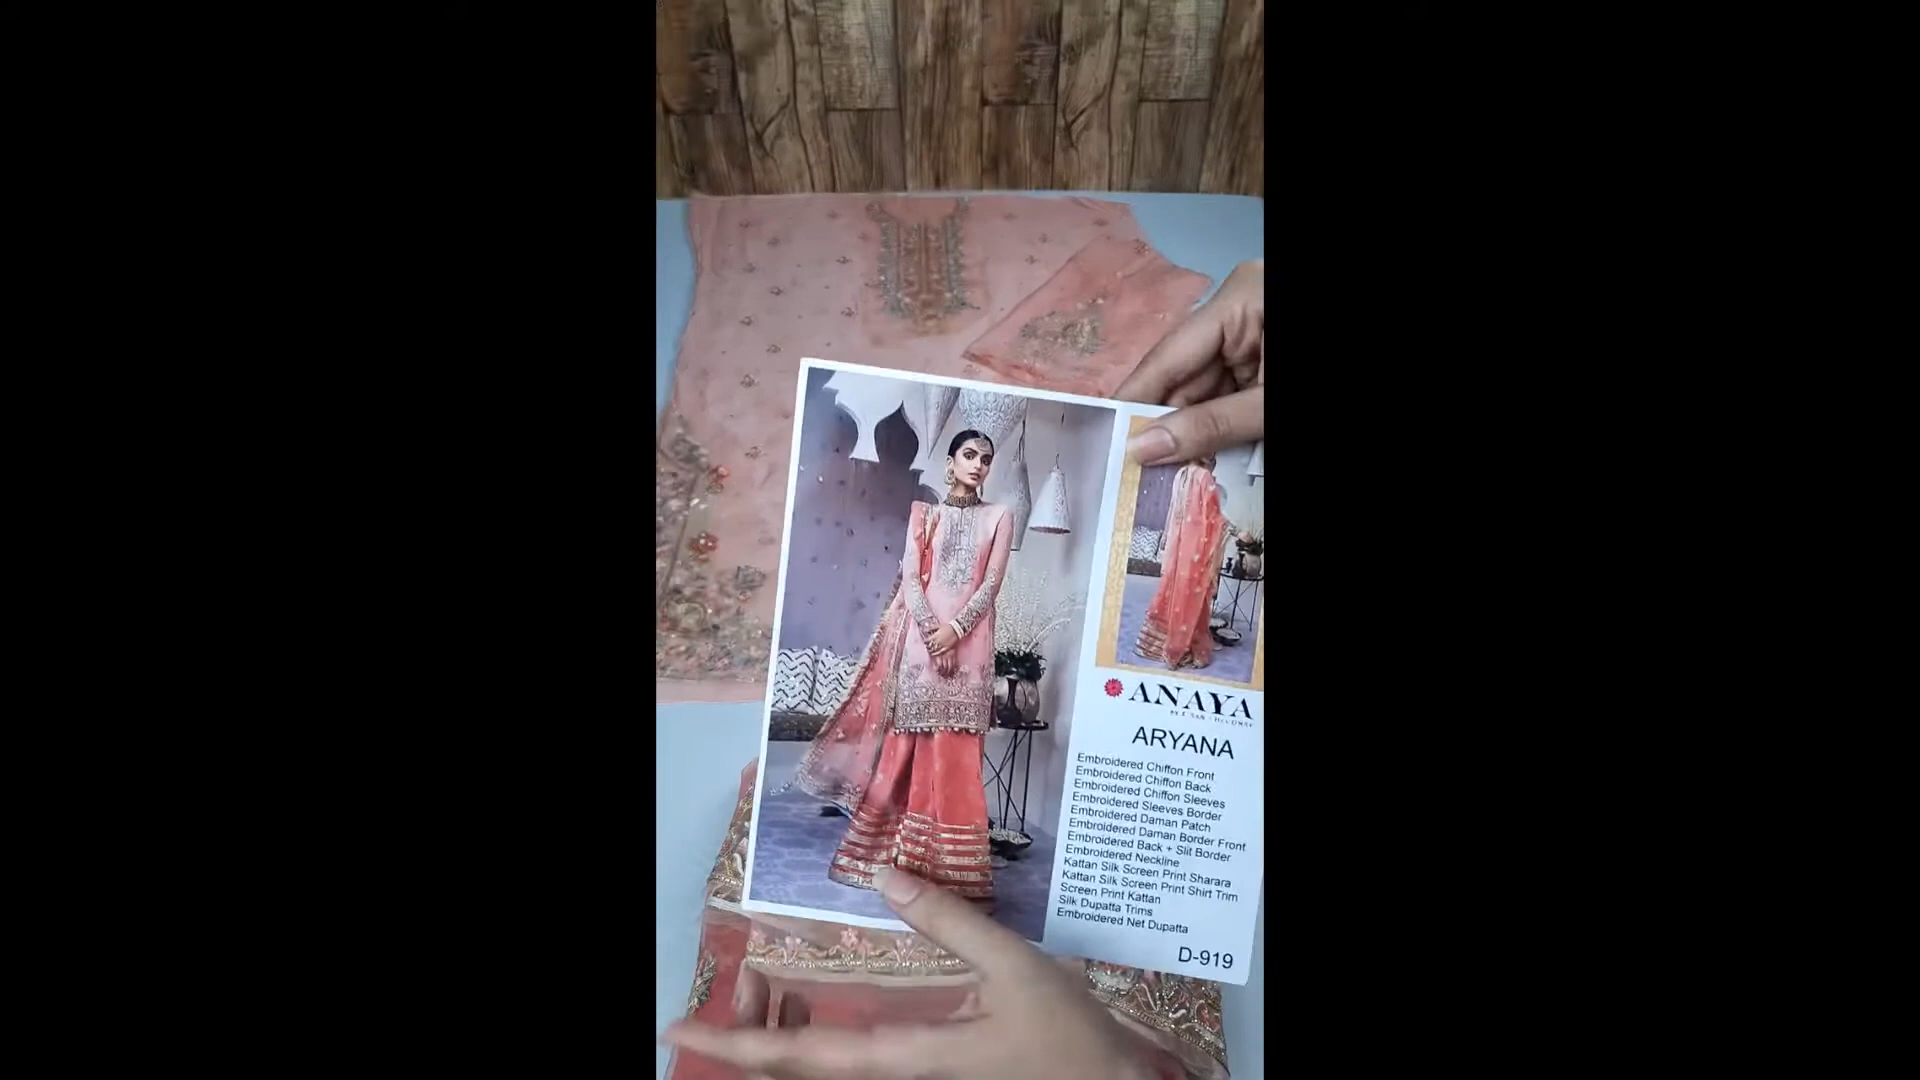 ANAYA
ARYANA
Embroidered Chiffon Front
Embroidered Chiffon Back
Embroidered Chiffon Sleeves
Embroidered Sleeves Border
Embroidered Daman Patch
Embroidered Daman Border Front
Embroidered Back + Slit Border
Embroidered Neckline
Kattan Silk Screen Print Sharara
Kattan Silk Screen Print Shirt Trim
Screen Print Kattan
Silk Dupatta Trims
Embroidered Net Dupatta
D-919